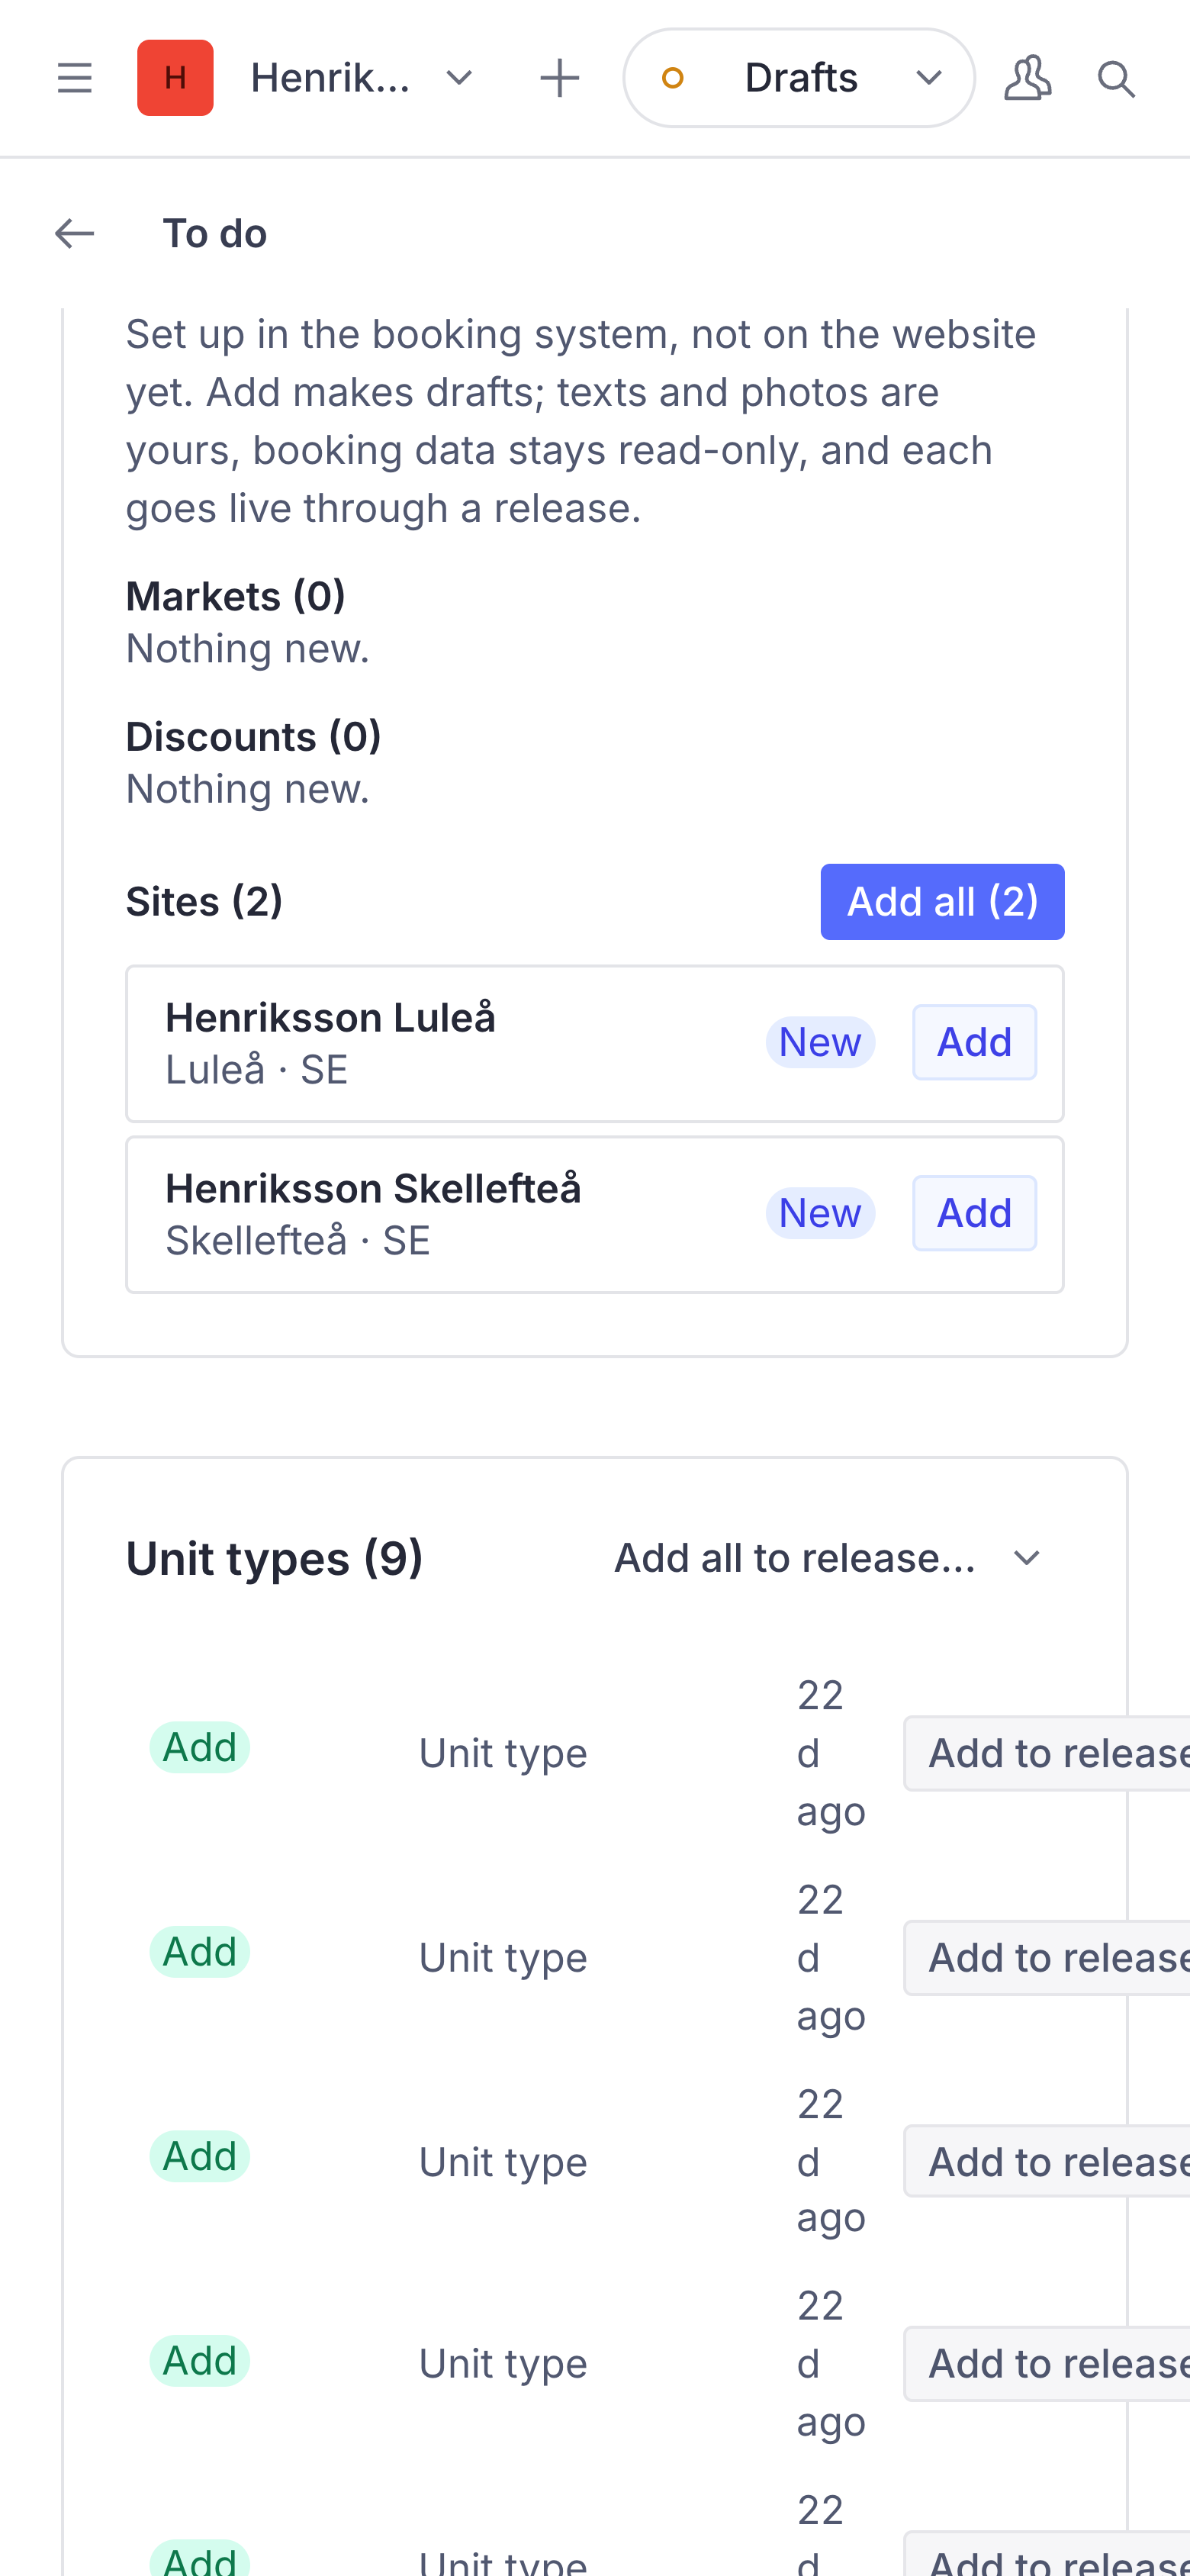 H Henrik... Drafts
To do
Set up in the booking system, not on the website
yet. Add makes drafts; texts and photos are
yours, booking data stays read-only, and each
goes live through a release.
Markets (0)
Nothing new.
Discounts (0)
Nothing new.
Sites (2) Add all (2)
Henriksson Luleå
Luleå · SE
New Add
Henriksson Skellefteå
Skellefteå · SE
New Add
Unit types (9) Add all to release...
Add Unit type 22 d ago Add to release
Add Unit type 22 d ago Add to release
Add Unit type 22 d ago Add to release
Add Unit type 22 d ago Add to release
Add Unit type 22 d Add to release